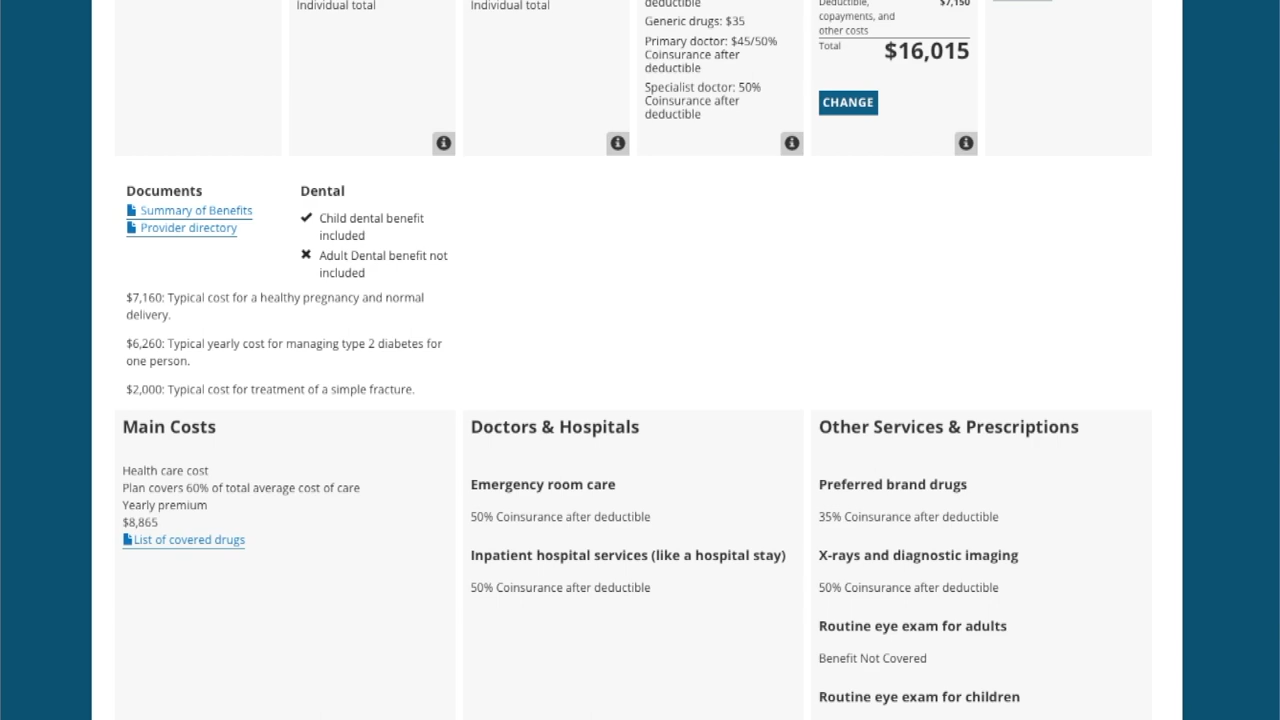 Individual total
Individual total
deductible
Generic drugs: $35
Primary doctor: $45/50%
Coinsurance after
deductible
Specialist doctor: 50%
Coinsurance after
deductible
Deductible,
copayments, and
other costs
$7,150
Total
$16,015
CHANGE
Documents
Summary of Benefits
Provider directory
Dental
Child dental benefit
included
Adult Dental benefit not
included
$7,160: Typical cost for a healthy pregnancy and normal
delivery.
$6,260: Typical yearly cost for managing type 2 diabetes for
one person.
$2,000: Typical cost for treatment of a simple fracture.
Main Costs
Health care cost
Plan covers 60% of total average cost of care
Yearly premium
$8,865
List of covered drugs
Doctors & Hospitals
Emergency room care
50% Coinsurance after deductible
Inpatient hospital services (like a hospital stay)
50% Coinsurance after deductible
Other Services & Prescriptions
Preferred brand drugs
35% Coinsurance after deductible
X-rays and diagnostic imaging
50% Coinsurance after deductible
Routine eye exam for adults
Benefit Not Covered
Routine eye exam for children